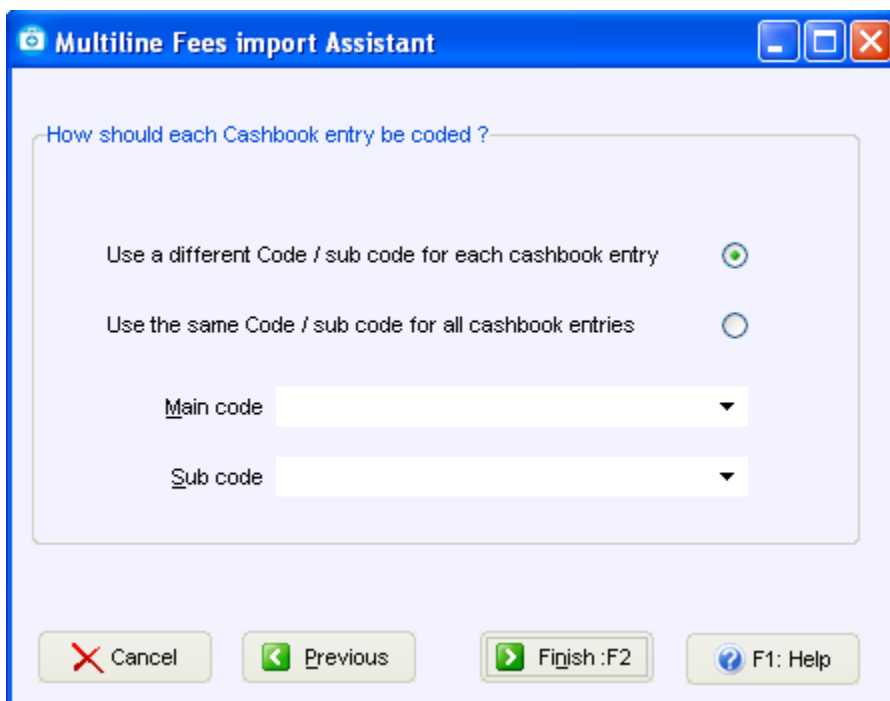 Multiline Fees import Assistant
How should each Cashbook entry be coded ?
Use a different Code / sub code for each cashbook entry
Use the same Code / sub code for all cashbook entries
Main code
Sub code
Cancel
Previous
Finish :F2
F1: Help